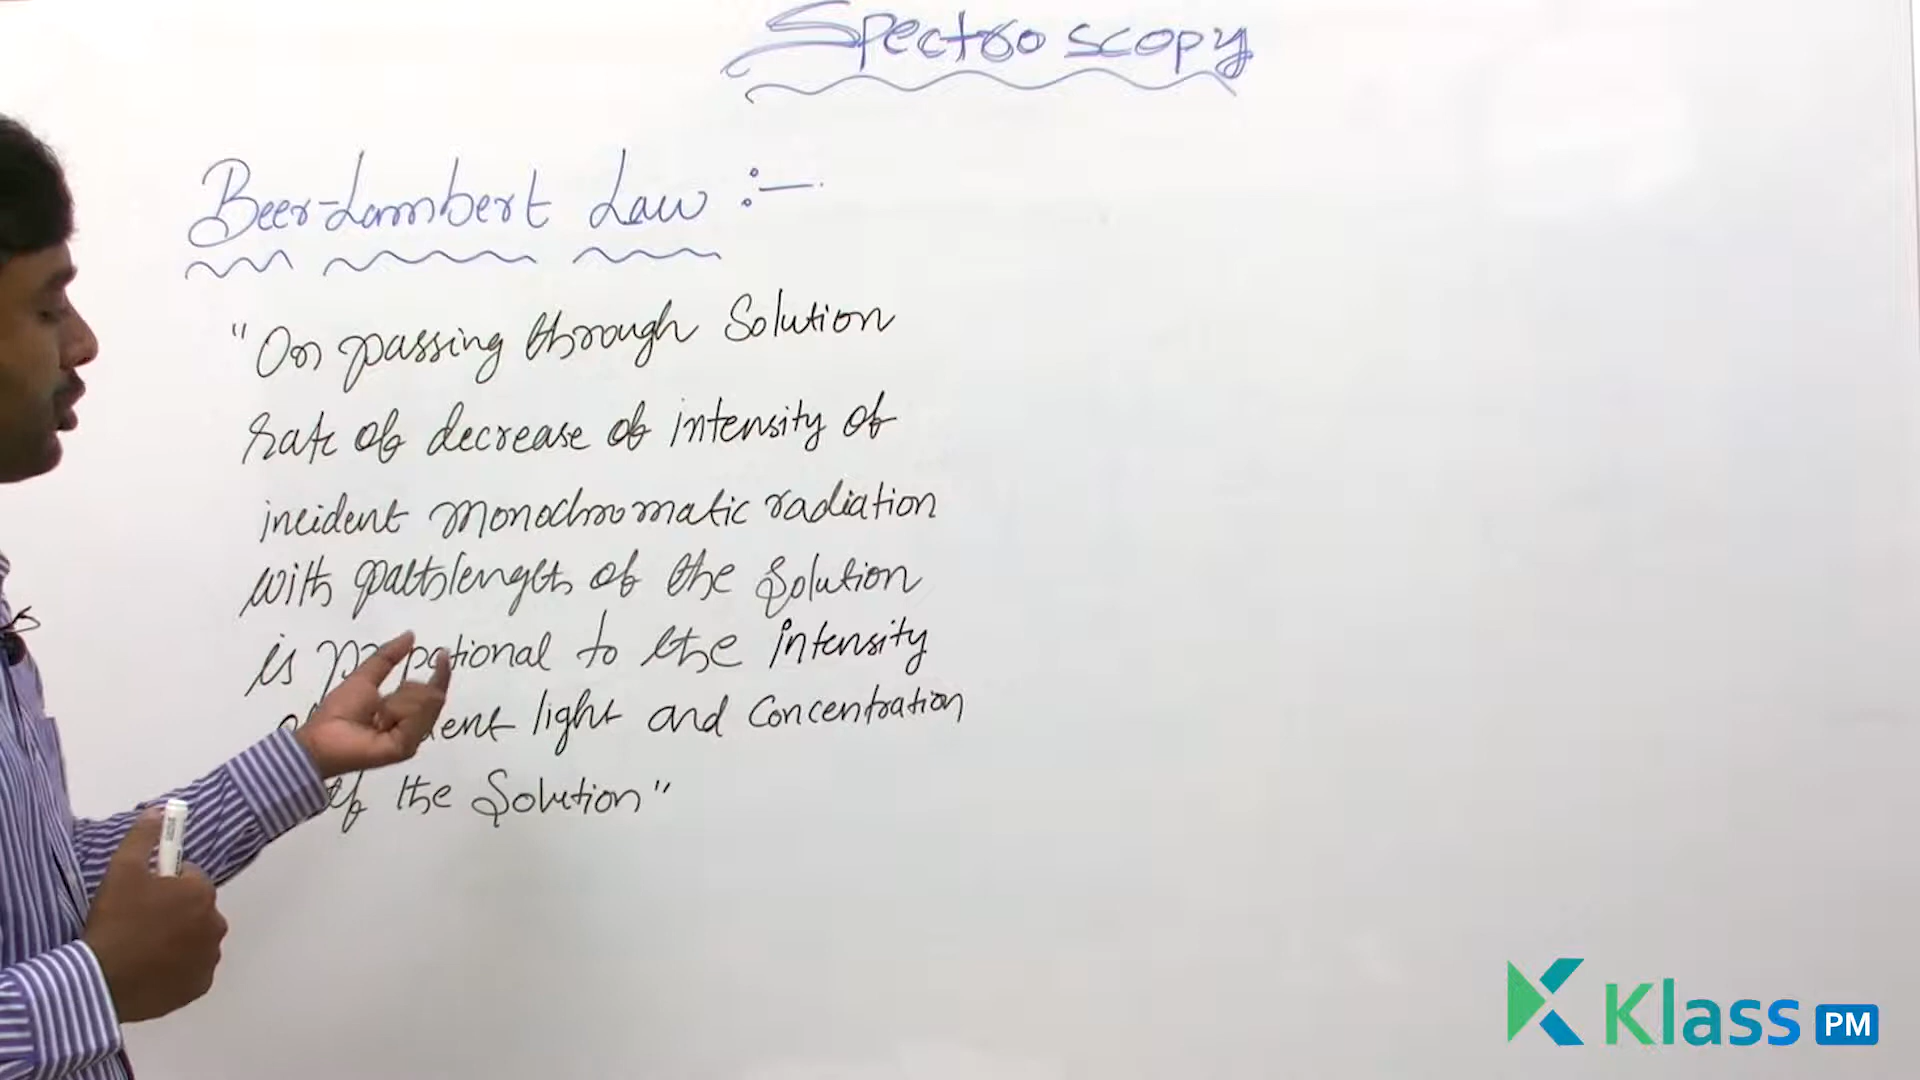 Spectroscopy
Beer-Lambert Law :-
"On passing through Solution
rate of decrease of intensity of
incident monochromatic radiation
with pathlength of the Solution
is to the intensity
light and Concentration
of the Solution"
Klass PM